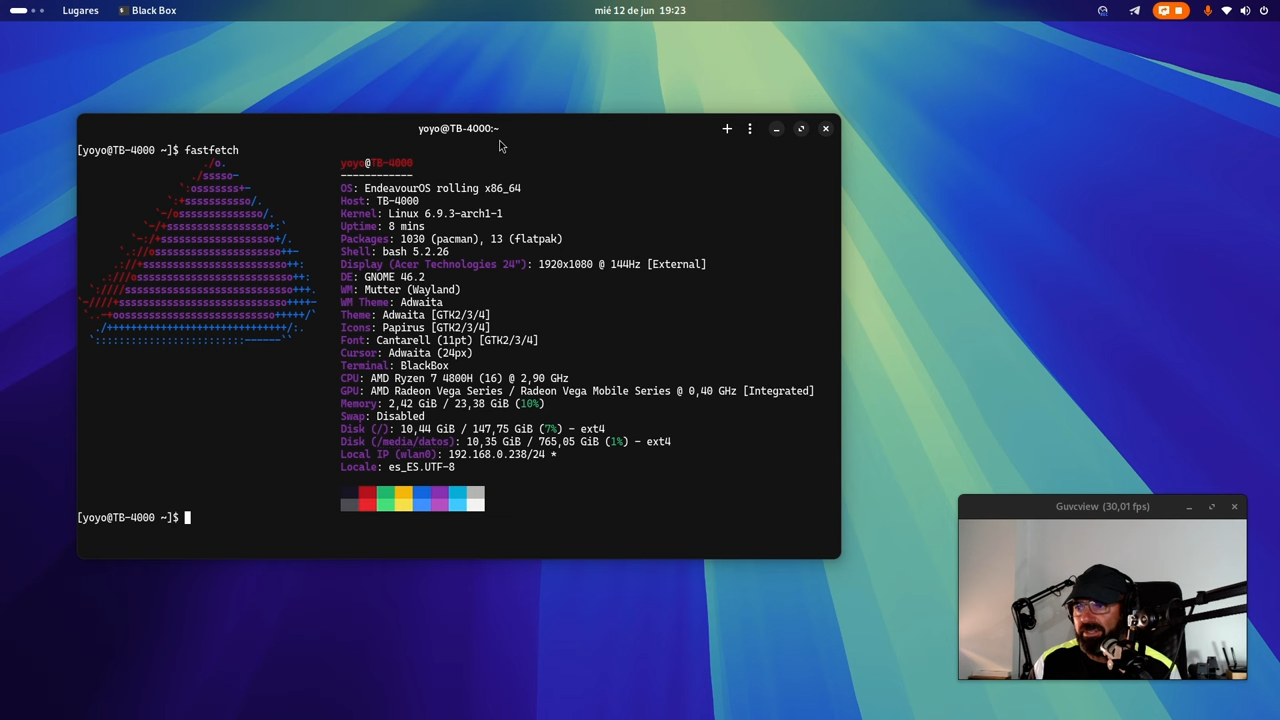 Lugares
Black Box
mié 12 de jun 19:23
yoyo@TB-4000:~
[yoyo@TB-4000 ~]$ fastfetch
yoyo@TB-4000
------------
OS: EndeavourOS rolling x86_64
Host: TB-4000
Kernel: Linux 6.9.3-arch1-1
Uptime: 8 mins
Packages: 1030 (pacman), 13 (flatpak)
Shell: bash 5.2.26
Display (Acer Technologies 24"): 1920x1080 @ 144Hz [External]
DE: GNOME 46.2
WM: Mutter (Wayland)
WM Theme: Adwaita
Theme: Adwaita [GTK2/3/4]
Icons: Papirus [GTK2/3/4]
Font: Cantarell (11pt) [GTK2/3/4]
Cursor: Adwaita (24px)
Terminal: BlackBox
CPU: AMD Ryzen 7 4800H (16) @ 2,90 GHz
GPU: AMD Radeon Vega Series / Radeon Vega Mobile Series @ 0,40 GHz [Integrated]
Memory: 2,42 GiB / 23,38 GiB (10%)
Swap: Disabled
Disk (/): 10,44 GiB / 147,75 GiB (7%) - ext4
Disk (/media/datos): 10,35 GiB / 765,05 GiB (1%) - ext4
Local IP (wlan0): 192.168.0.238/24 *
Locale: es_ES.UTF-8
[yoyo@TB-4000 ~]$
Guvcview (30,01 fps)